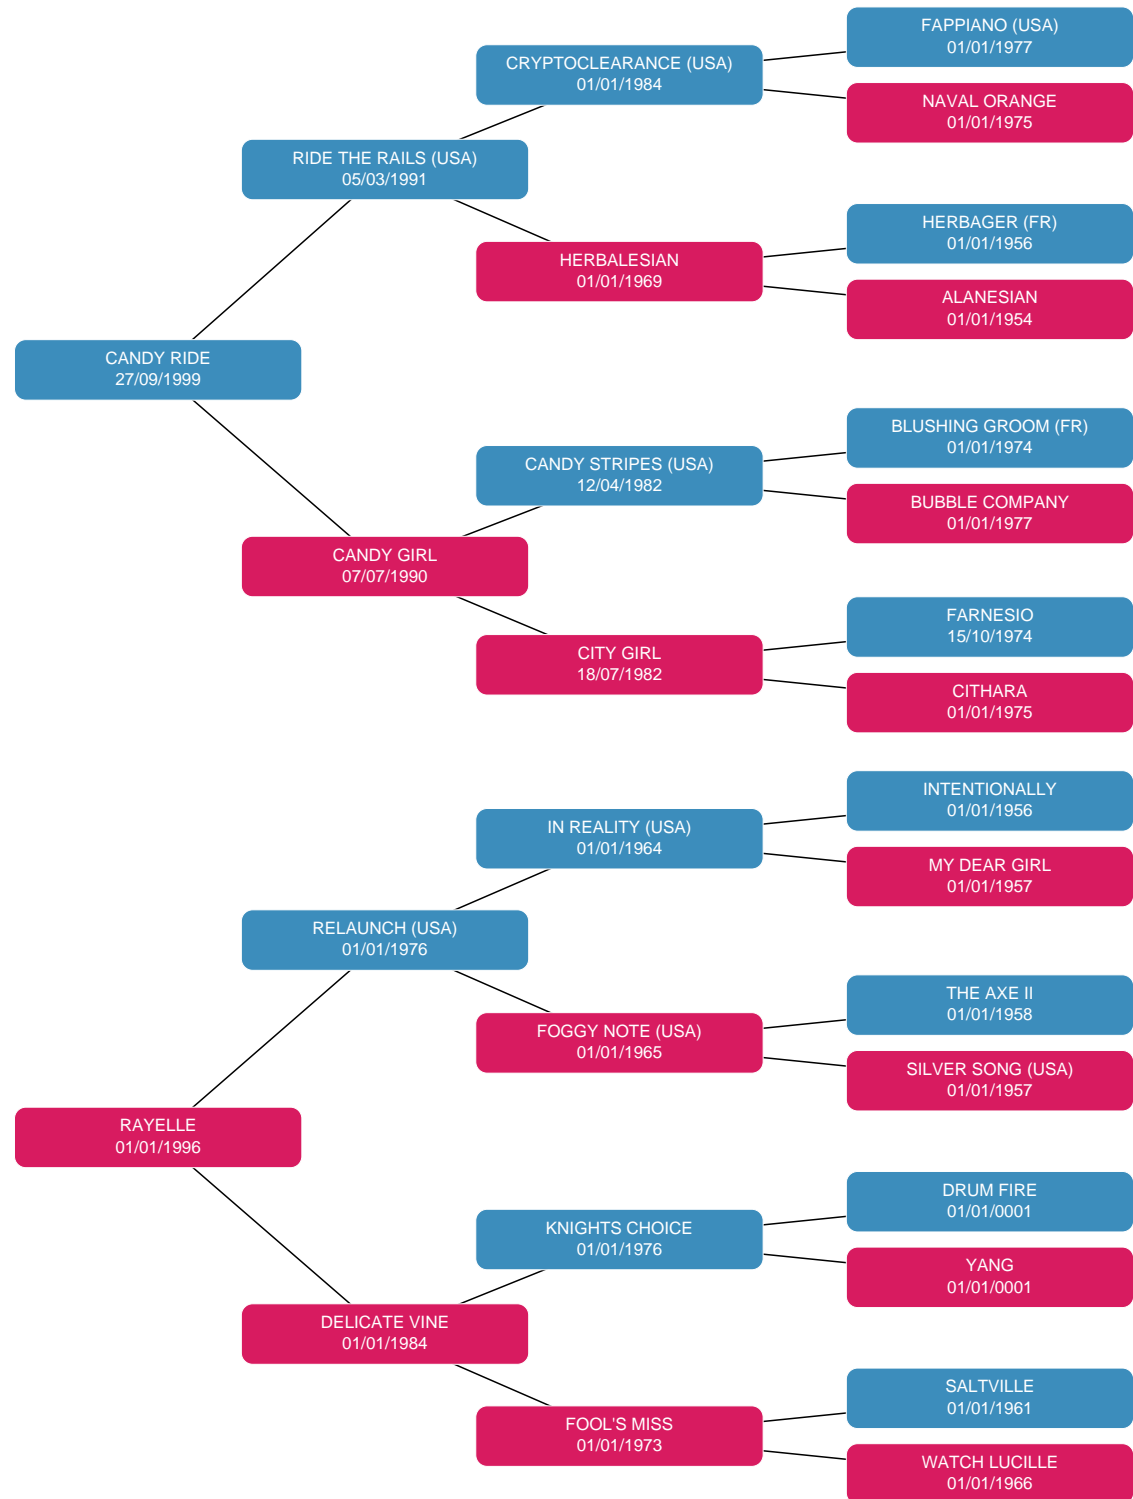 FAPPIANO (USA)
01/01/1977
CRYPTOCLEARANCE (USA)
01/01/1984
NAVAL ORANGE
01/01/1975
RIDE THE RAILS (USA)
05/03/1991
HERBAGER (FR)
01/01/1956
HERBALESIAN
01/01/1969
ALANESIAN
01/01/1954
CANDY RIDE
27/09/1999
BLUSHING GROOM (FR)
01/01/1974
CANDY STRIPES (USA)
12/04/1982
BUBBLE COMPANY
01/01/1977
CANDY GIRL
07/07/1990
FARNESIO
15/10/1974
CITY GIRL
18/07/1982
CITHARA
01/01/1975
INTENTIONALLY
01/01/1956
IN REALITY (USA)
01/01/1964
MY DEAR GIRL
01/01/1957
RELAUNCH (USA)
01/01/1976
THE AXE II
01/01/1958
FOGGY NOTE (USA)
01/01/1965
SILVER SONG (USA)
01/01/1957
RAYELLE
01/01/1996
DRUM FIRE
01/01/0001
KNIGHTS CHOICE
01/01/1976
YANG
01/01/0001
DELICATE VINE
01/01/1984
SALTVILLE
01/01/1961
FOOL'S MISS
01/01/1973
WATCH LUCILLE
01/01/1966